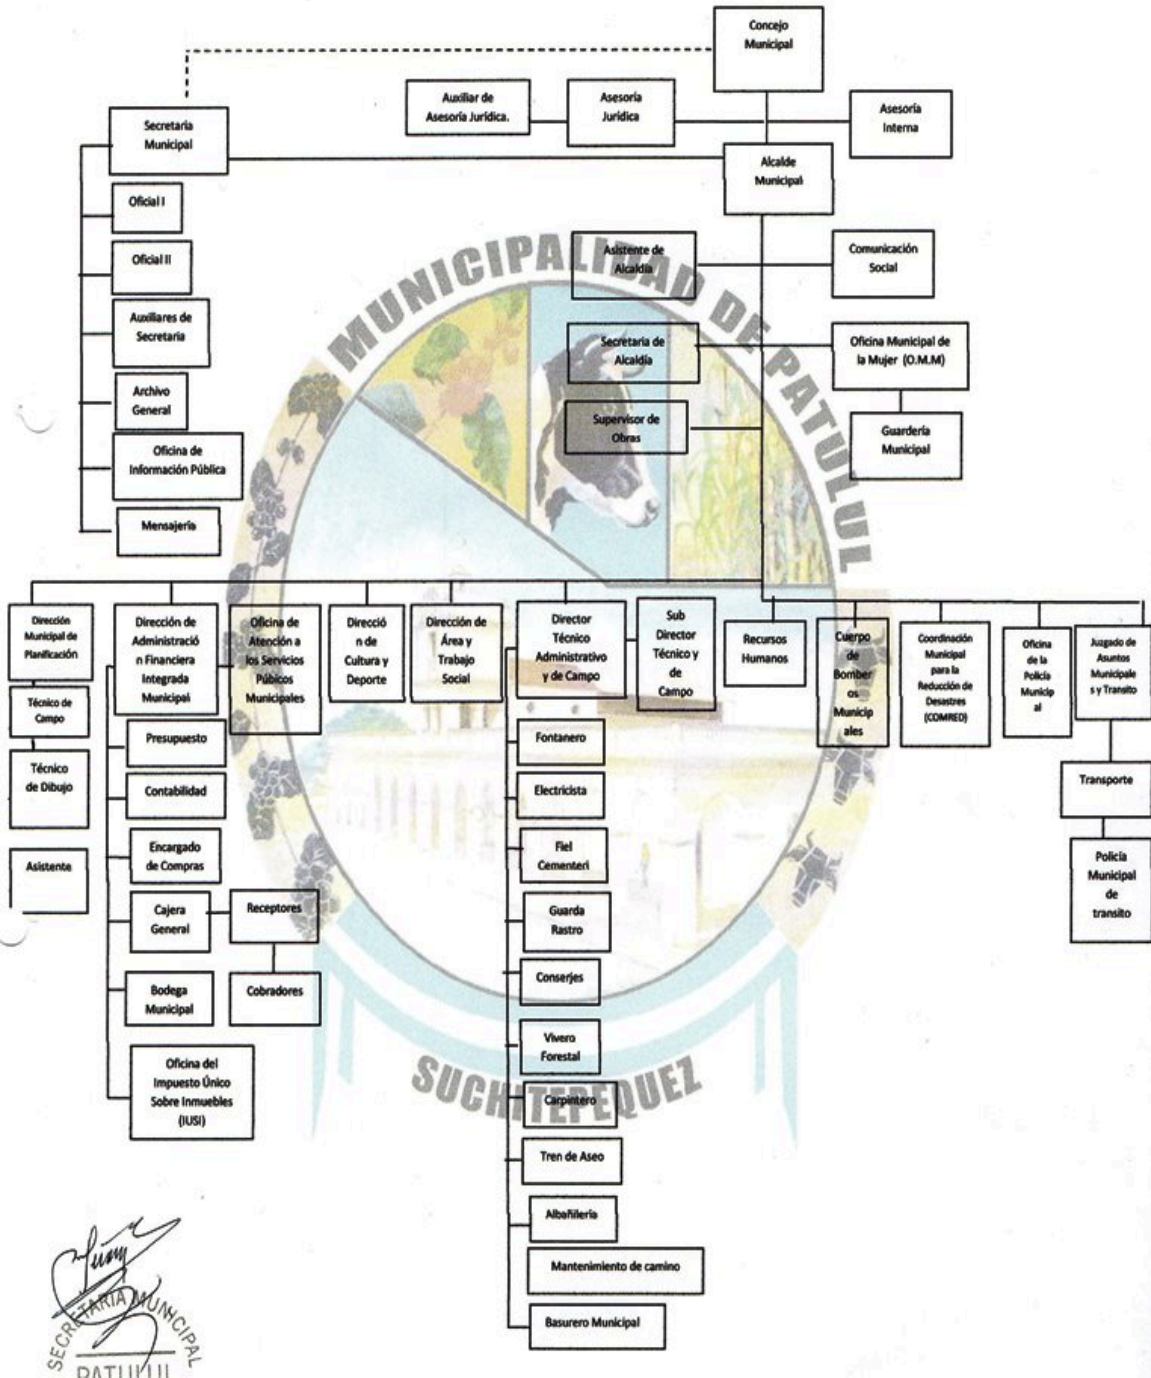 Concejo
Municipal
Auxiliar de
Asesoría Jurídica.
Asesoría
Jurídica
Asesoría
Interna
Secretaria
Municipal
Alcalde
Municipal
Oficial I
Oficial II
Auxiliares de
Secretaria
Archivo
General
Oficina de
Información Pública
Mensajería
Asistente de
Alcaldía
Comunicación
Social
Secretaria de
Alcaldía
Oficina Municipal de
la Mujer (O.M.M)
Supervisor de
Obras
Guardería
Municipal
MUNICIPALIDAD DE PATULUL
Dirección
Municipal de
Planificación
Técnico de
Campo
Técnico
de Dibujo
Asistente
Dirección de
Administració
n Financiera
Integrada
Municipal
Presupuesto
Contabilidad
Encargado
de Compras
Cajera
General
Receptores
Cobradores
Bodega
Municipal
Oficina del
Impuesto Único
Sobre Inmuebles
(IUSI)
Oficina de
Atención a
los Servicios
Púbicos
Municipales
Direcció
n de
Cultura y
Deporte
Dirección de
Área y
Trabajo
Social
Director
Técnico
Administrativo
y de Campo
Sub
Director
Técnico y
de
Campo
Fontanero
Electricista
Fiel
Cementeri
Guarda
Rastro
Conserjes
Vivero
Forestal
Carpintero
Tren de Aseo
Albañilería
Mantenimiento de camino
Basurero Municipal
Recursos
Humanos
Cuerpo
de
Bomber
os
Municip
ales
Coordinación
Municipal
para la
Reducción de
Desastres
(COMRED)
Oficina
de la
Policía
Municip
al
Juzgado de
Asuntos
Municipale
s y Transito
Transporte
Policía
Municipal
de
transito
SUCHITEPEQUEZ
SECRETARIA MUNICIPAL
PATULUL